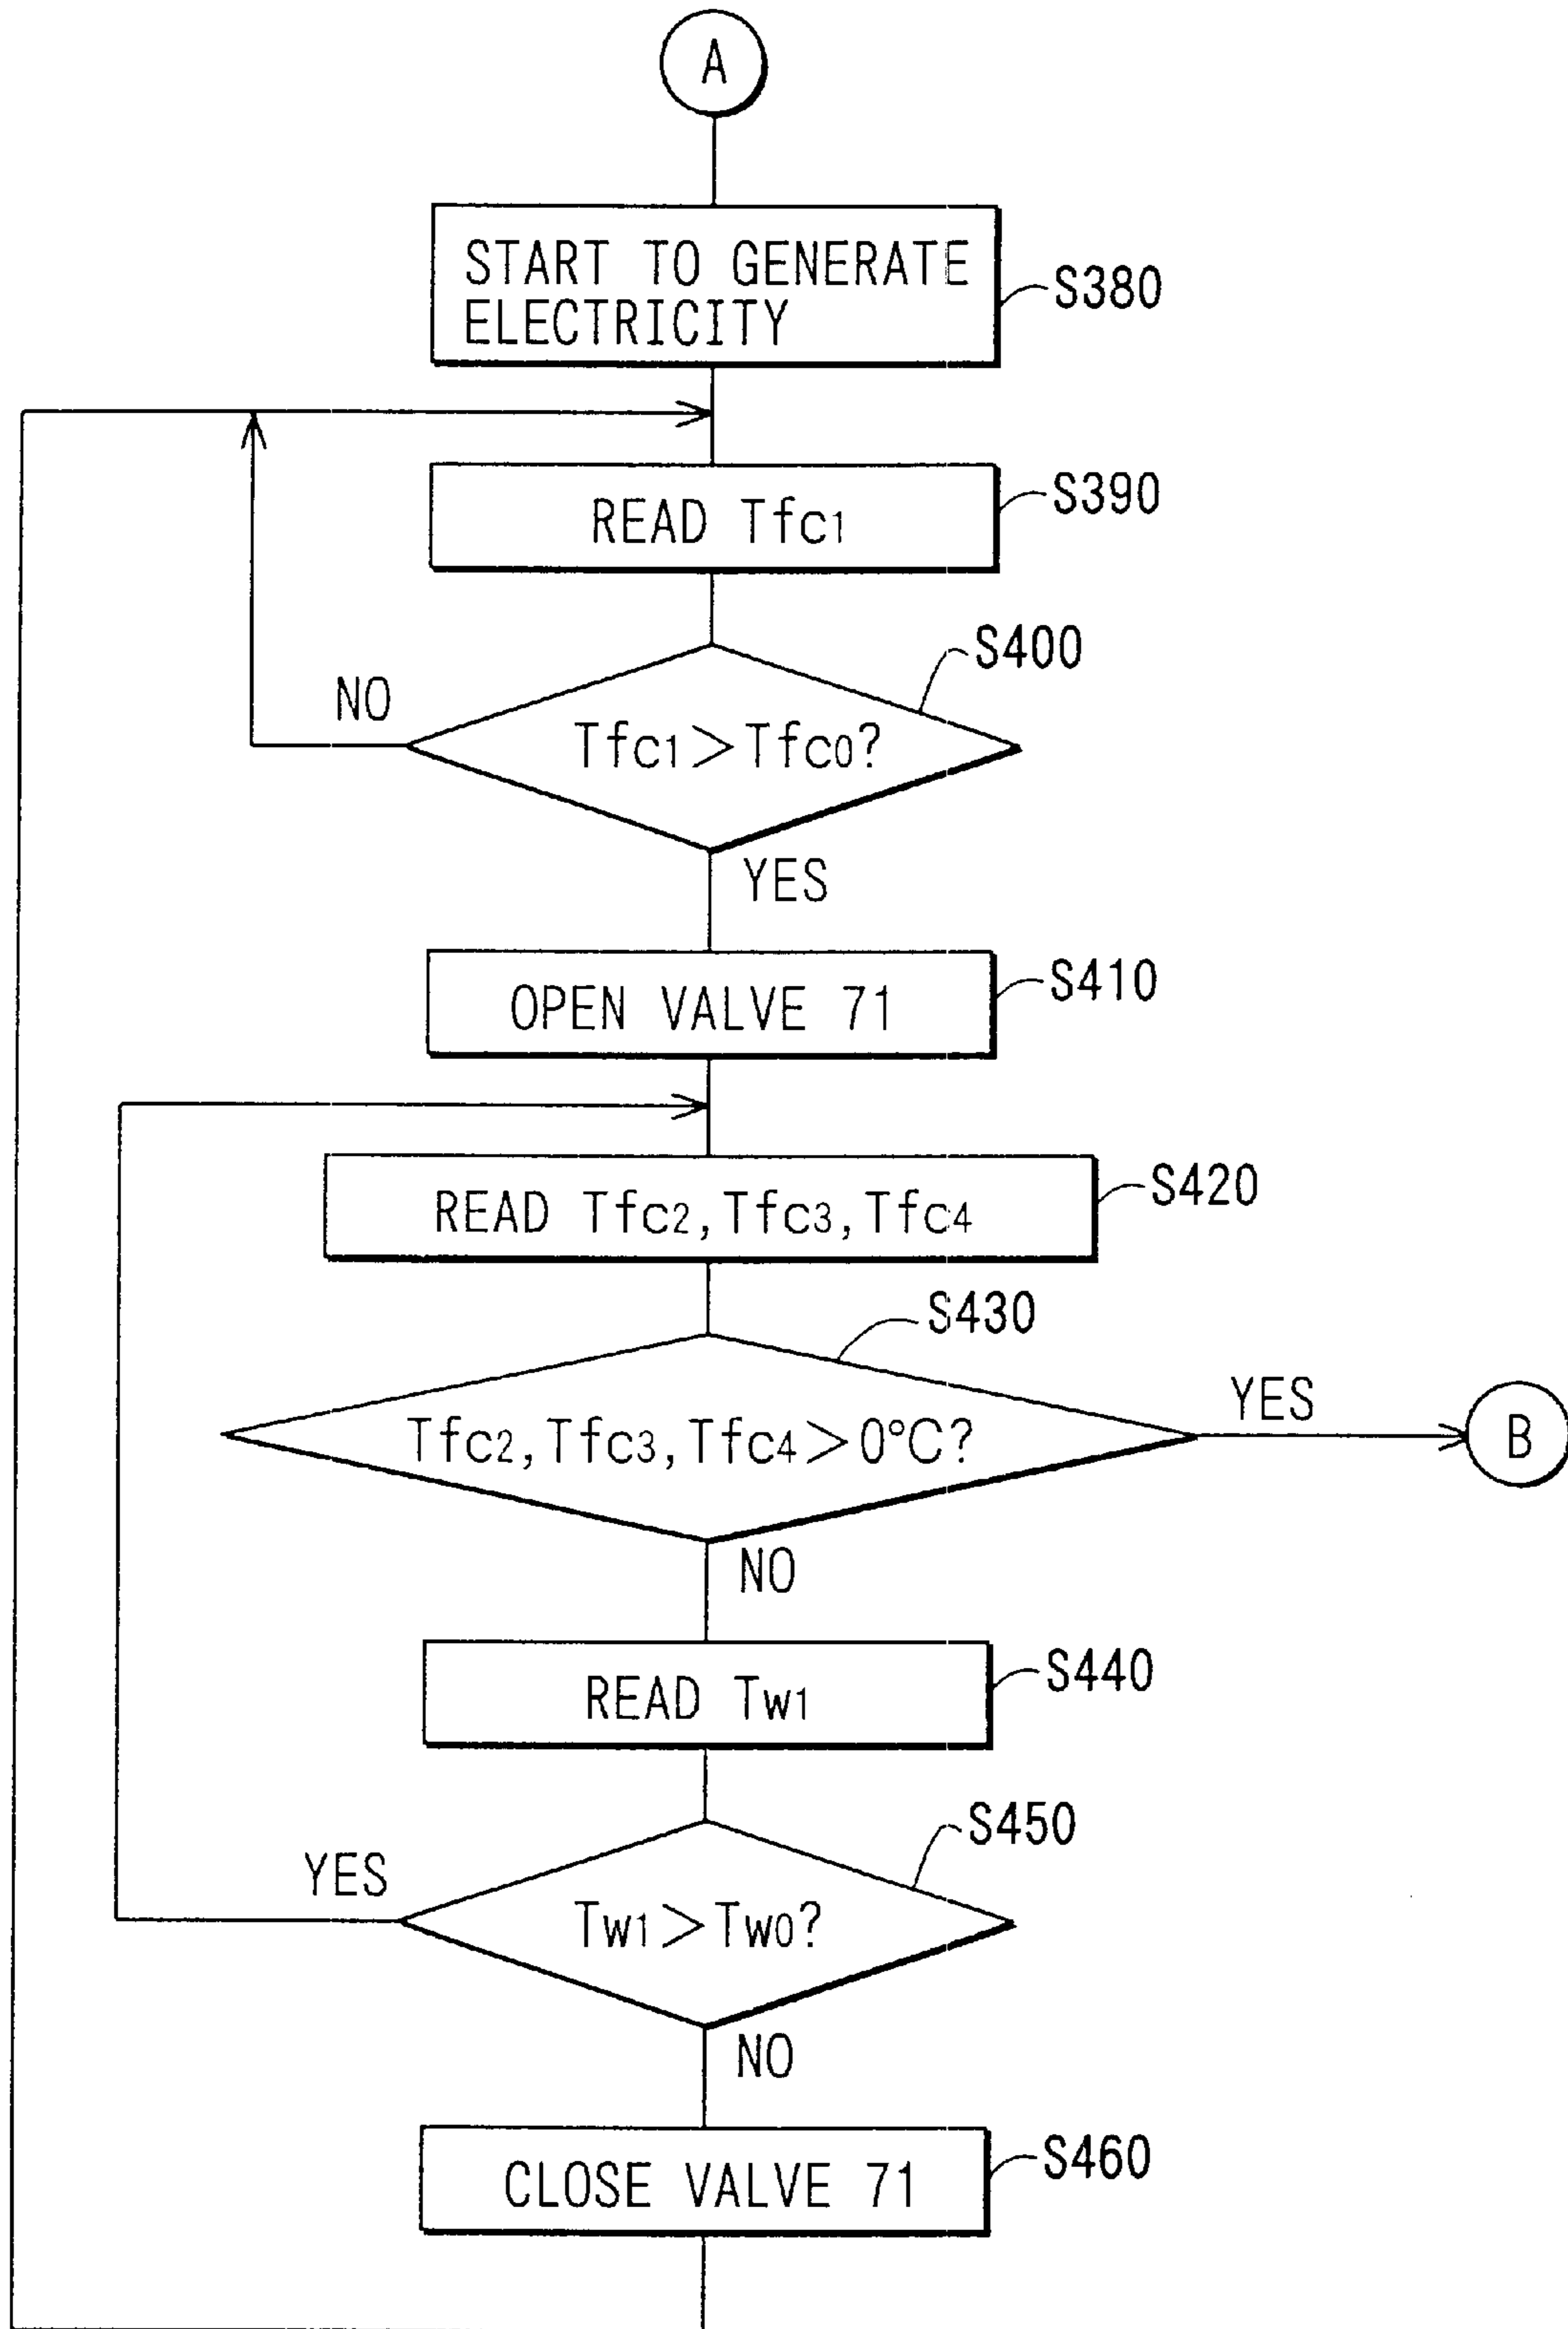 A
START TO GENERATE
ELECTRICITY
S380
READ Tfc1
S390
S400
NO
Tfc1>Tfc0?
YES
OPEN VALVE 71
S410
READ Tfc2,Tfc3,Tfc4
S420
S430
Tfc2,Tfc3,Tfc4>0°C?
YES
B
NO
READ Tw1
S440
S450
YES
Tw1>Tw0?
NO
CLOSE VALVE 71
S460